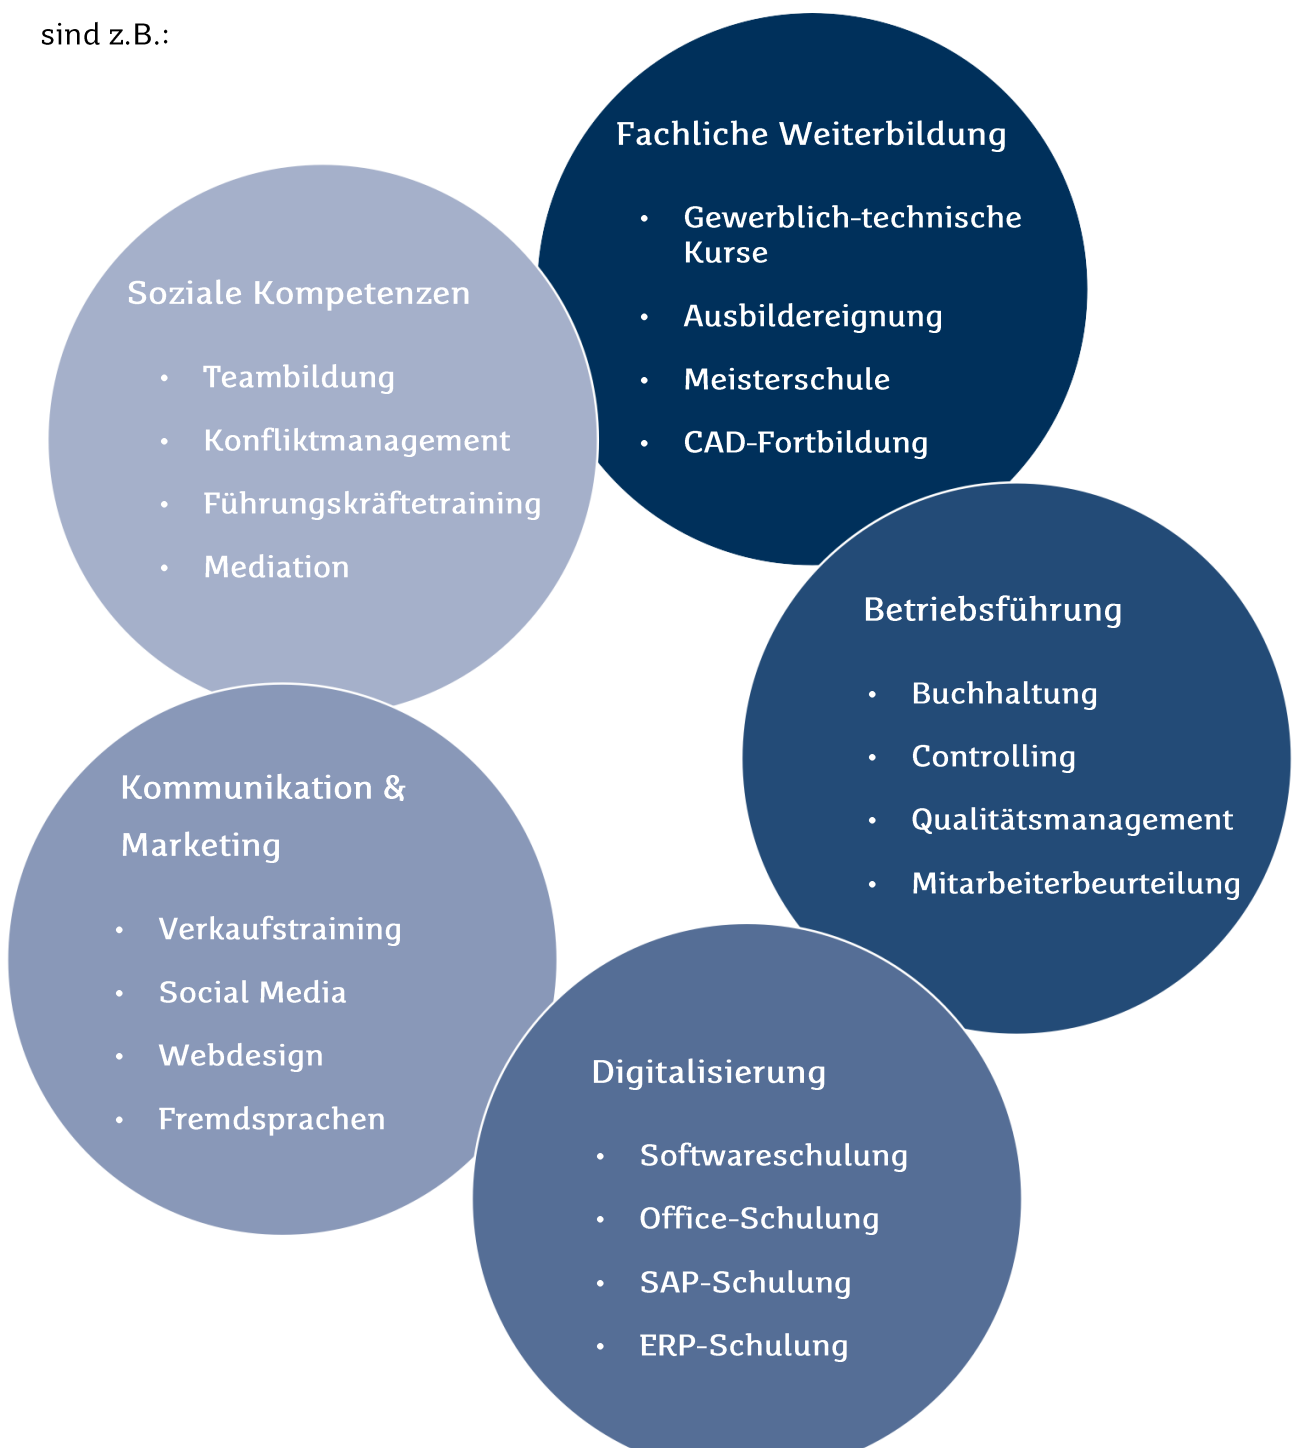 sind z.B.:
Fachliche Weiterbildung
• Gewerblich-technische
Kurse
• Ausbildereignung
• Meisterschule
• CAD-Fortbildung
Betriebsführung
• Buchhaltung
• Controlling
• Qualitätsmanagement
• Mitarbeiterbeurteilung
Digitalisierung
• Softwareschulung
• Office-Schulung
• SAP-Schulung
• ERP-Schulung
Kommunikation &
Marketing
• Verkaufstraining
• Social Media
• Webdesign
• Fremdsprachen
Soziale Kompetenzen
• Teambildung
• Konfliktmanagement
• Führungskräftetraining
• Mediation